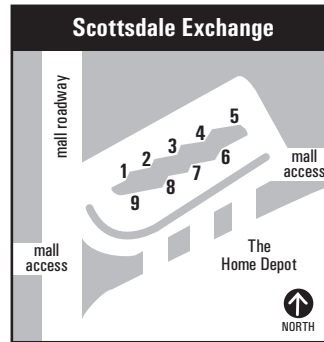 Scottsdale Exchange
mall roadway
1
2
3
4
5
6
7
8
9
mall
access
mall
access
The
Home Depot
NORTH